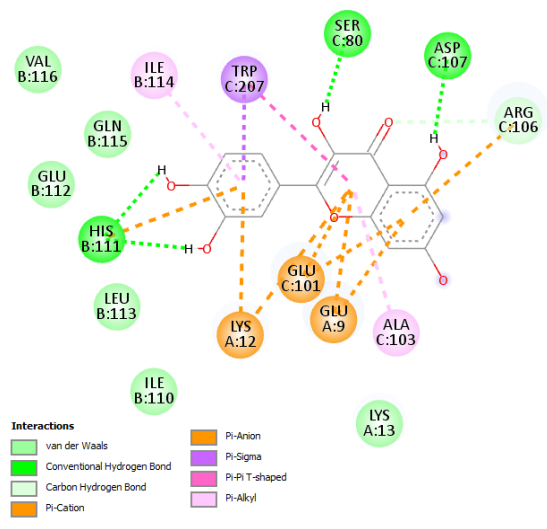 SER
C:80
VAL
B:116
ILE
B:114
TRP
C:207
ASP
C:107
ARG
C:106
GLN
B:115
GLU
B:112
HIS
B:111
H
O
H
O
H
O
O
H
O
O
O
LEU
B:113
LYS
A:12
GLU
C:101
GLU
A:9
ALA
C:103
ILE
B:110
LYS
A:13
Interactions
van der Waals
Conventional Hydrogen Bond
Carbon Hydrogen Bond
Pi-Cation
Pi-Anion
Pi-Sigma
Pi-Pi T-shaped
Pi-Alkyl